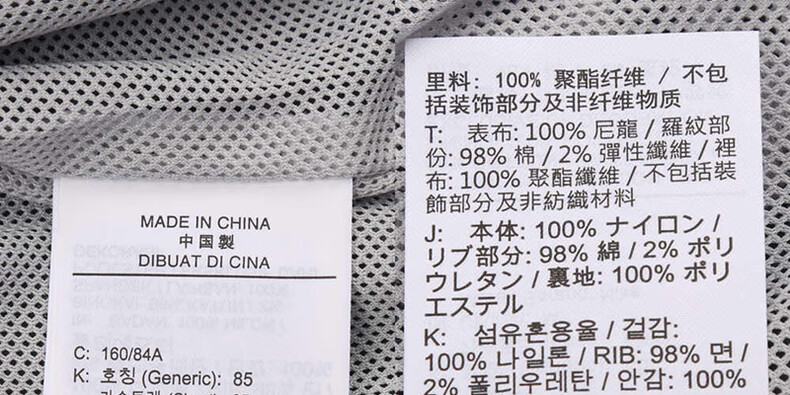 MADE IN CHINA
中国製
DIBUAT DI CINA
C: 160/84A
K: 호칭 (Generic): 85
里料: 100% 聚酯纤维 / 不包
括装饰部分及非纤维物质
T: 表布: 100% 尼龍 / 羅紋部
份: 98% 棉 / 2% 彈性纖維 / 裡
布: 100% 聚酯纖維 / 不包括裝
飾部分及非紡織材料
J: 本体: 100% ナイロン /
リブ部分: 98% 綿 / 2% ポリ
ウレタン / 裏地: 100% ポリ
エステル
K: 섬유혼용율 / 겉감:
100% 나일론 / RIB: 98% 면 /
2% 폴리우레탄 / 안감: 100%